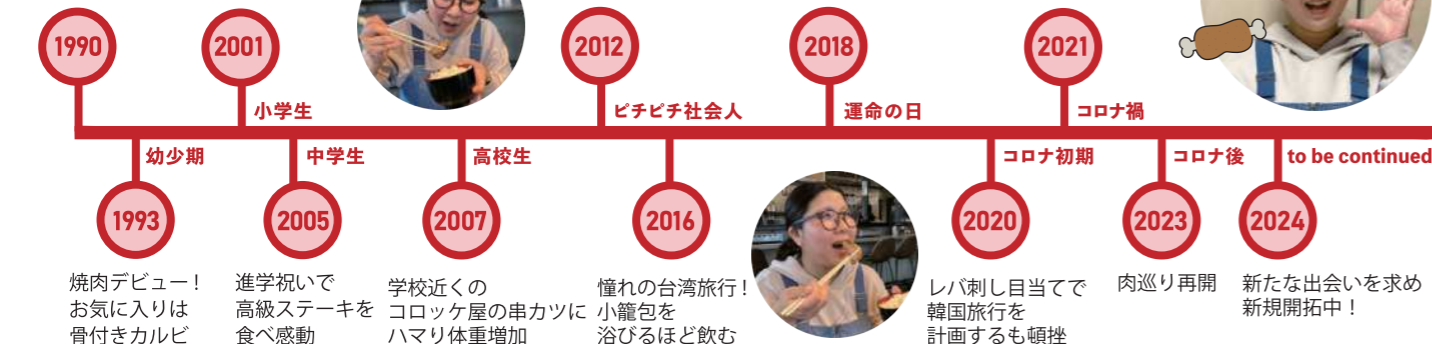 1990
2001
2012
2018
2021
小学生
ピチピチ社会人
運命の日
コロナ禍
幼少期
中学生
高校生
コロナ初期
コロナ後
to be continued
1993
2005
2007
2016
2020
2023
2024
焼肉デビュー！
お気に入りは
骨付きカルビ
進学祝いで
高級ステーキを
食べ感動
学校近くの
コロッケ屋の串カツに
ハマり体重増加
憧れの台湾旅行！
小籠包を
浴びるほど飲む
レバ刺し目当てで
韓国旅行を
計画するも頓挫
肉巡り再開
新たな出会いを求め
新規開拓中！